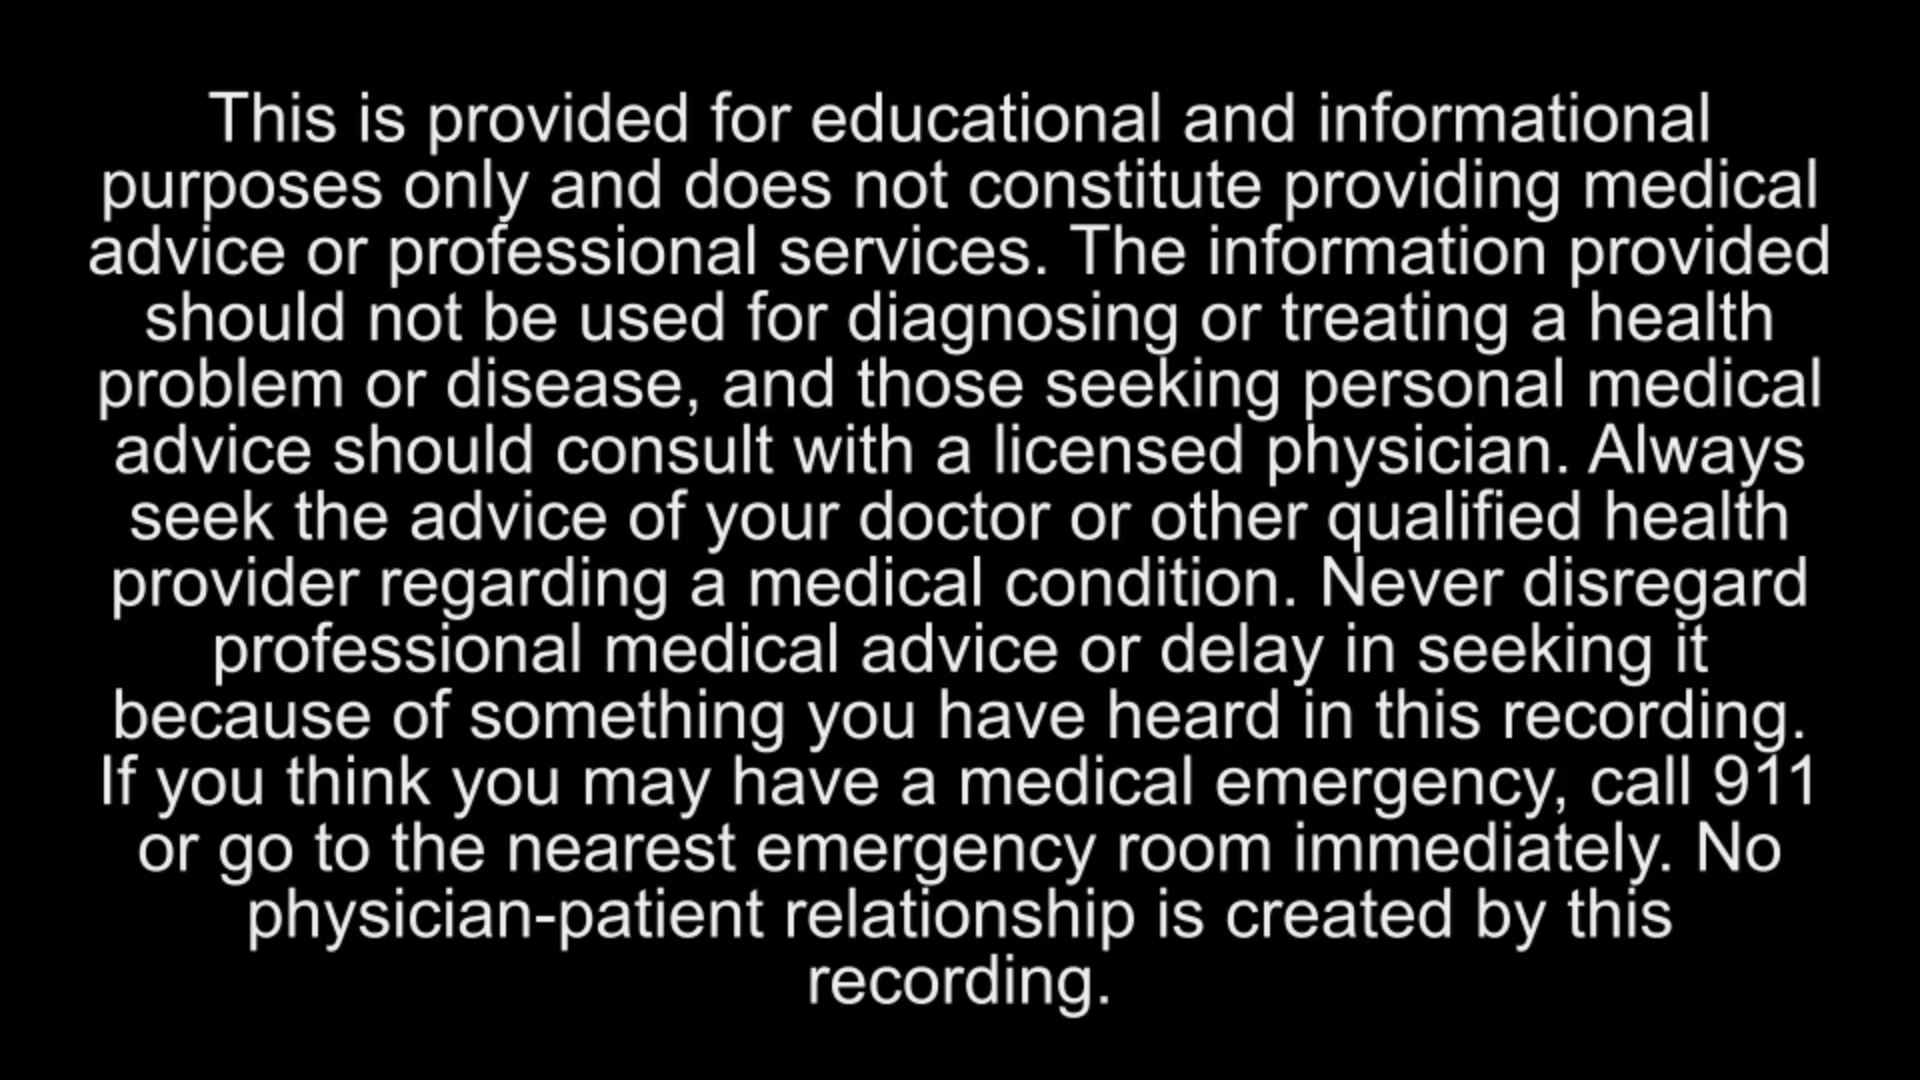 This is provided for educational and informational
purposes only and does not constitute providing medical
advice or professional services. The information provided
should not be used for diagnosing or treating a health
problem or disease, and those seeking personal medical
advice should consult with a licensed physician. Always
seek the advice of your doctor or other qualified health
provider regarding a medical condition. Never disregard
professional medical advice or delay in seeking it
because of something you have heard in this recording.
If you think you may have a medical emergency, call 911
or go to the nearest emergency room immediately. No
physician-patient relationship is created by this
recording.